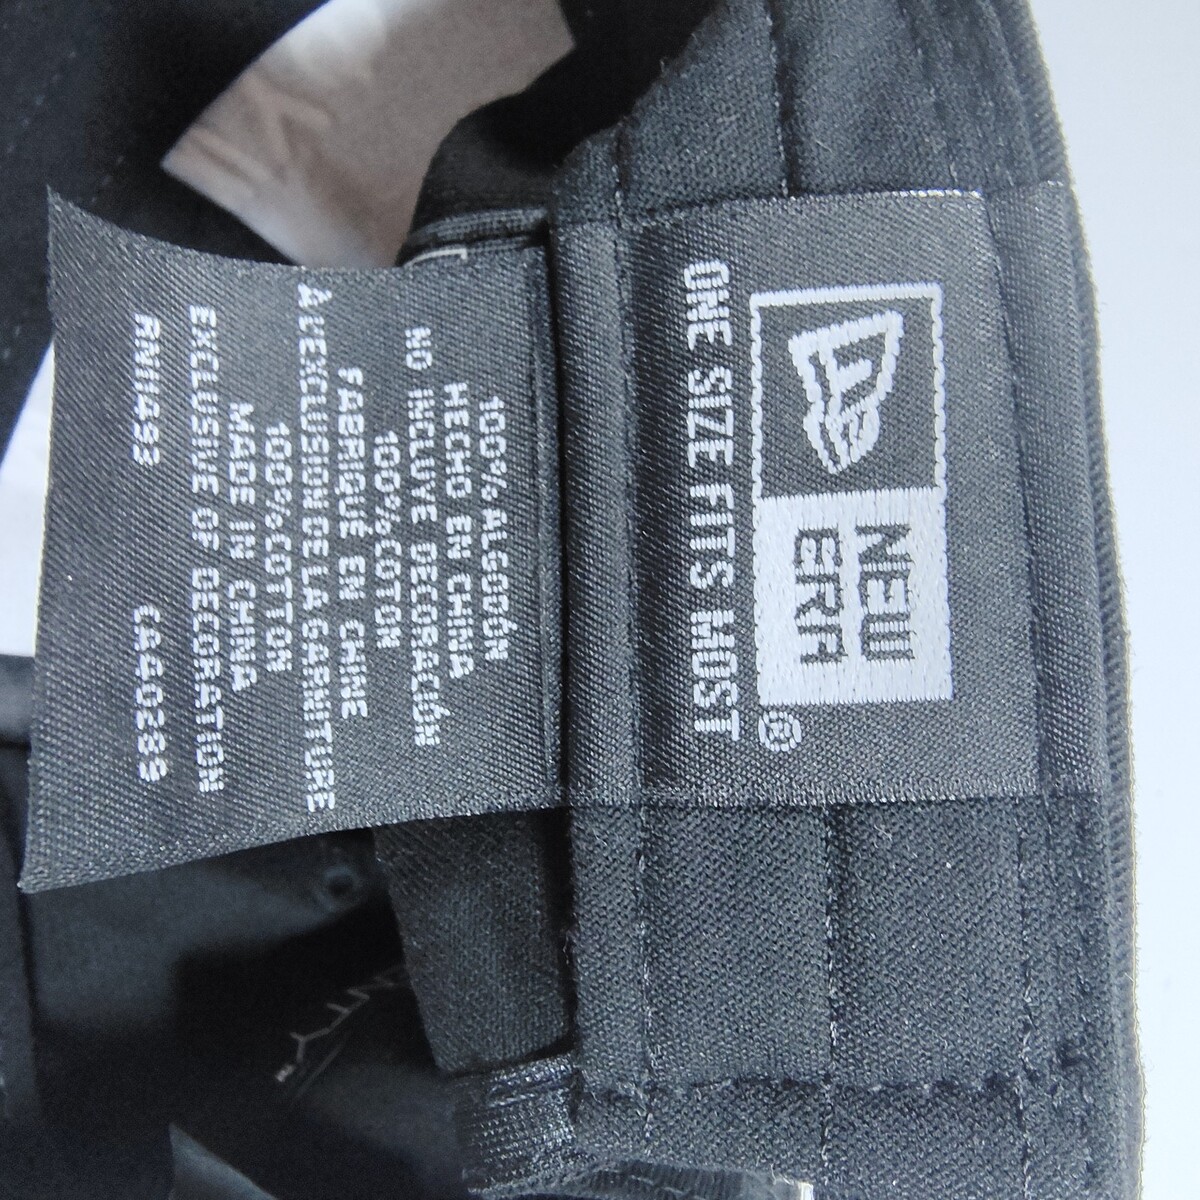 NEW
ERA
®
ONE SIZE FITS MOST
100% ALGODÓN
HECHO EN CHINA
NO INCLUYE DECORACIÓN
100% COTON
FABRIQUE EN CHINE
A L'EXCLUSION DE LA GARNITURE
100% COTTON
MADE IN CHINA
EXCLUSIVE OF DECORATION
RN11493 CA40289